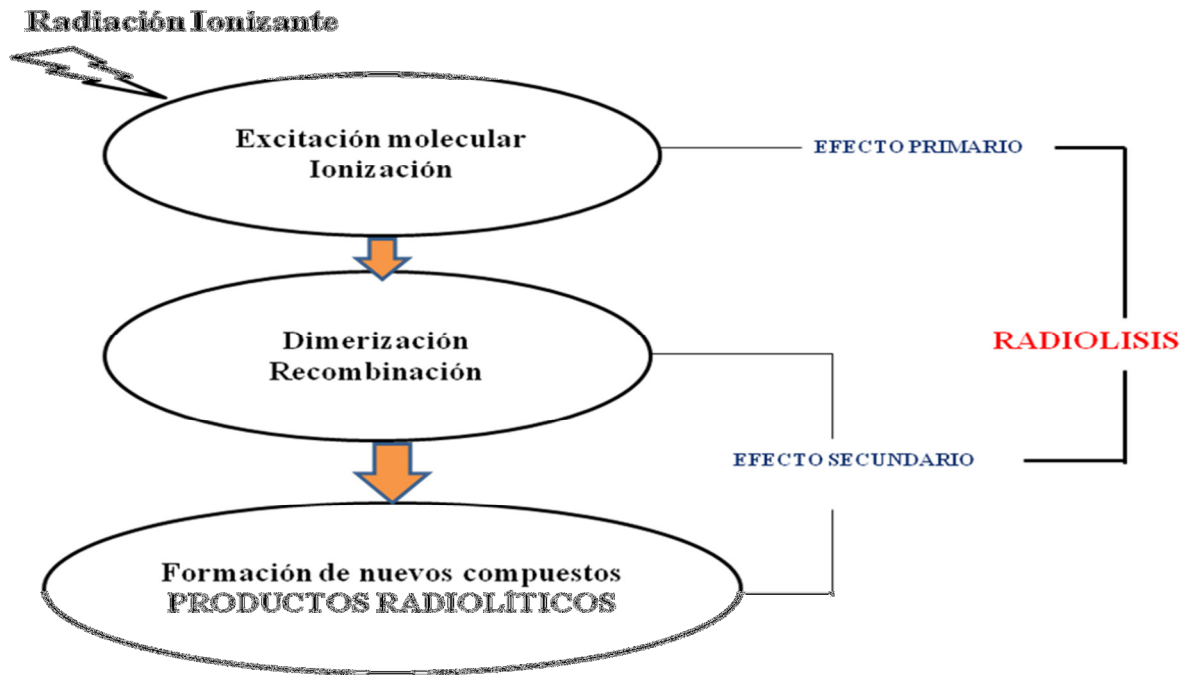 Radiación Ionizante
Excitación molecular
Ionización
EFECTO PRIMARIO
Dimerización
Recombinación
RADIOLISIS
EFECTO SECUNDARIO
Formación de nuevos compuestos
PRODUCTOS RADIOLÍTICOS